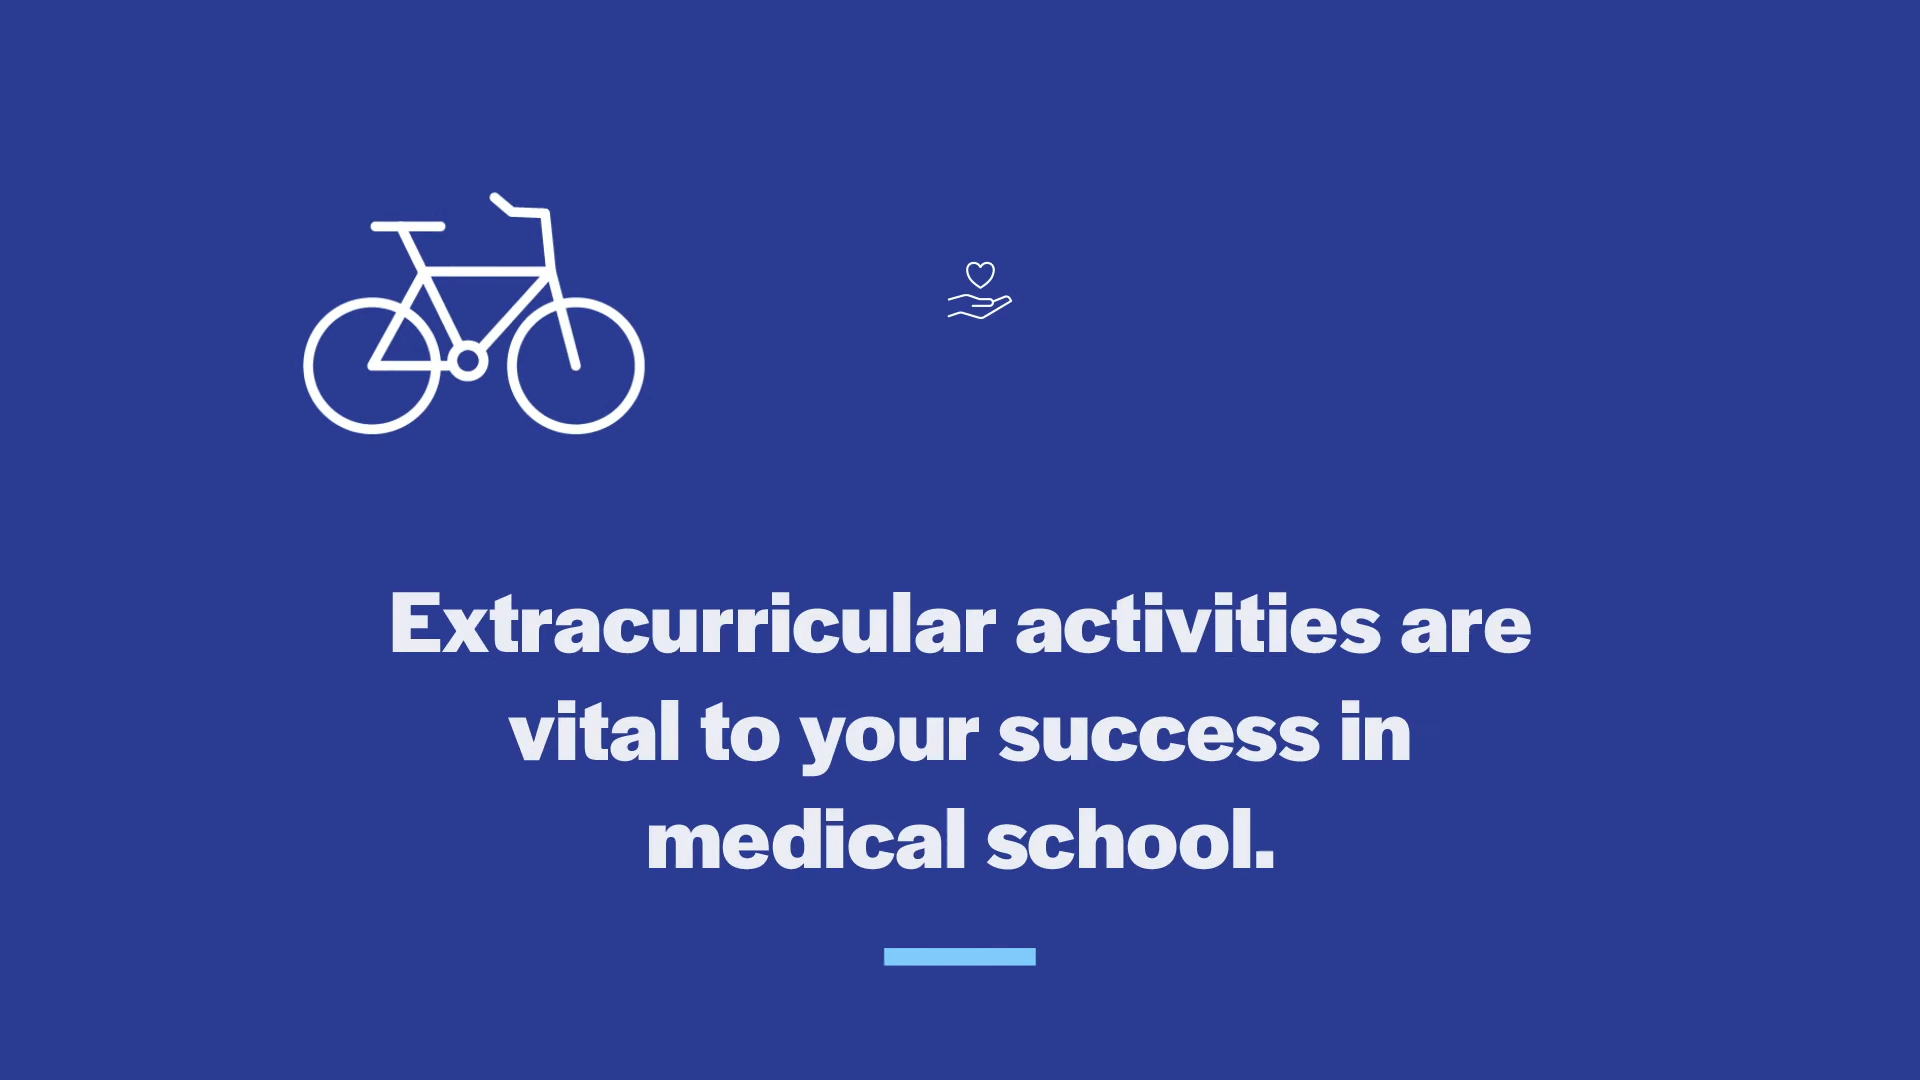 Extracurricular activities are
vital to your success in
medical school.